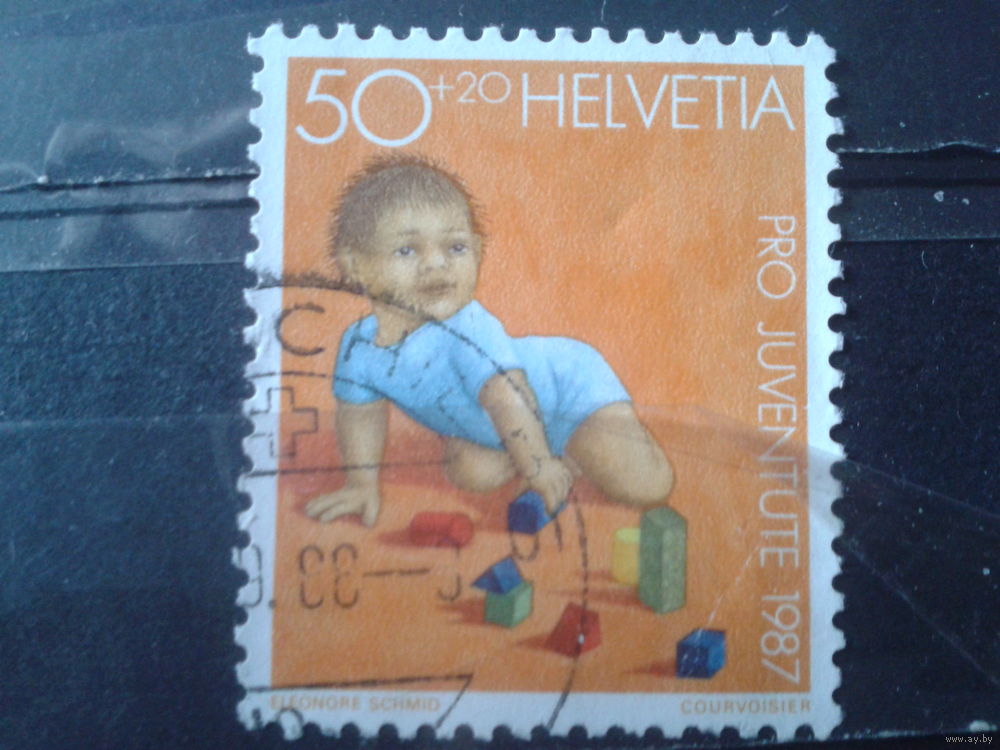 50+20 HELVETIA
PRO JUVENTUTE 1987
ELEONORE SCHMID
COURVOISIER
www.ay.by